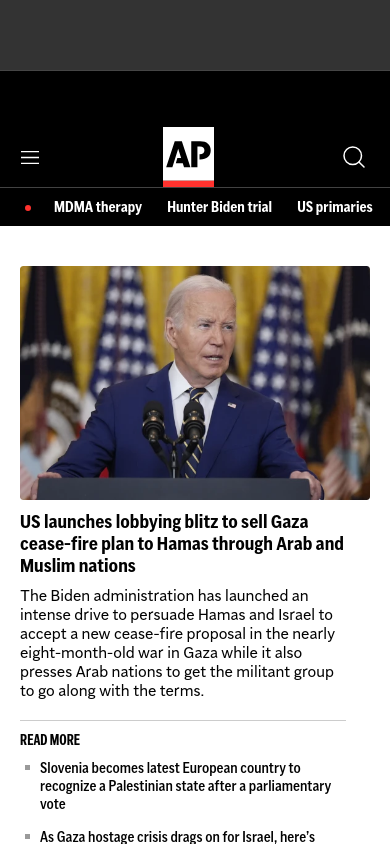 AP
MDMA therapy Hunter Biden trial US primaries
US launches lobbying blitz to sell Gaza
cease-fire plan to Hamas through Arab and
Muslim nations
The Biden administration has launched an
intense drive to persuade Hamas and Israel to
accept a new cease-fire proposal in the nearly
eight-month-old war in Gaza while it also
presses Arab nations to get the militant group
to go along with the terms.
READ MORE
Slovenia becomes latest European country to
recognize a Palestinian state after a parliamentary
vote
As Gaza hostage crisis drags on for Israel, here's